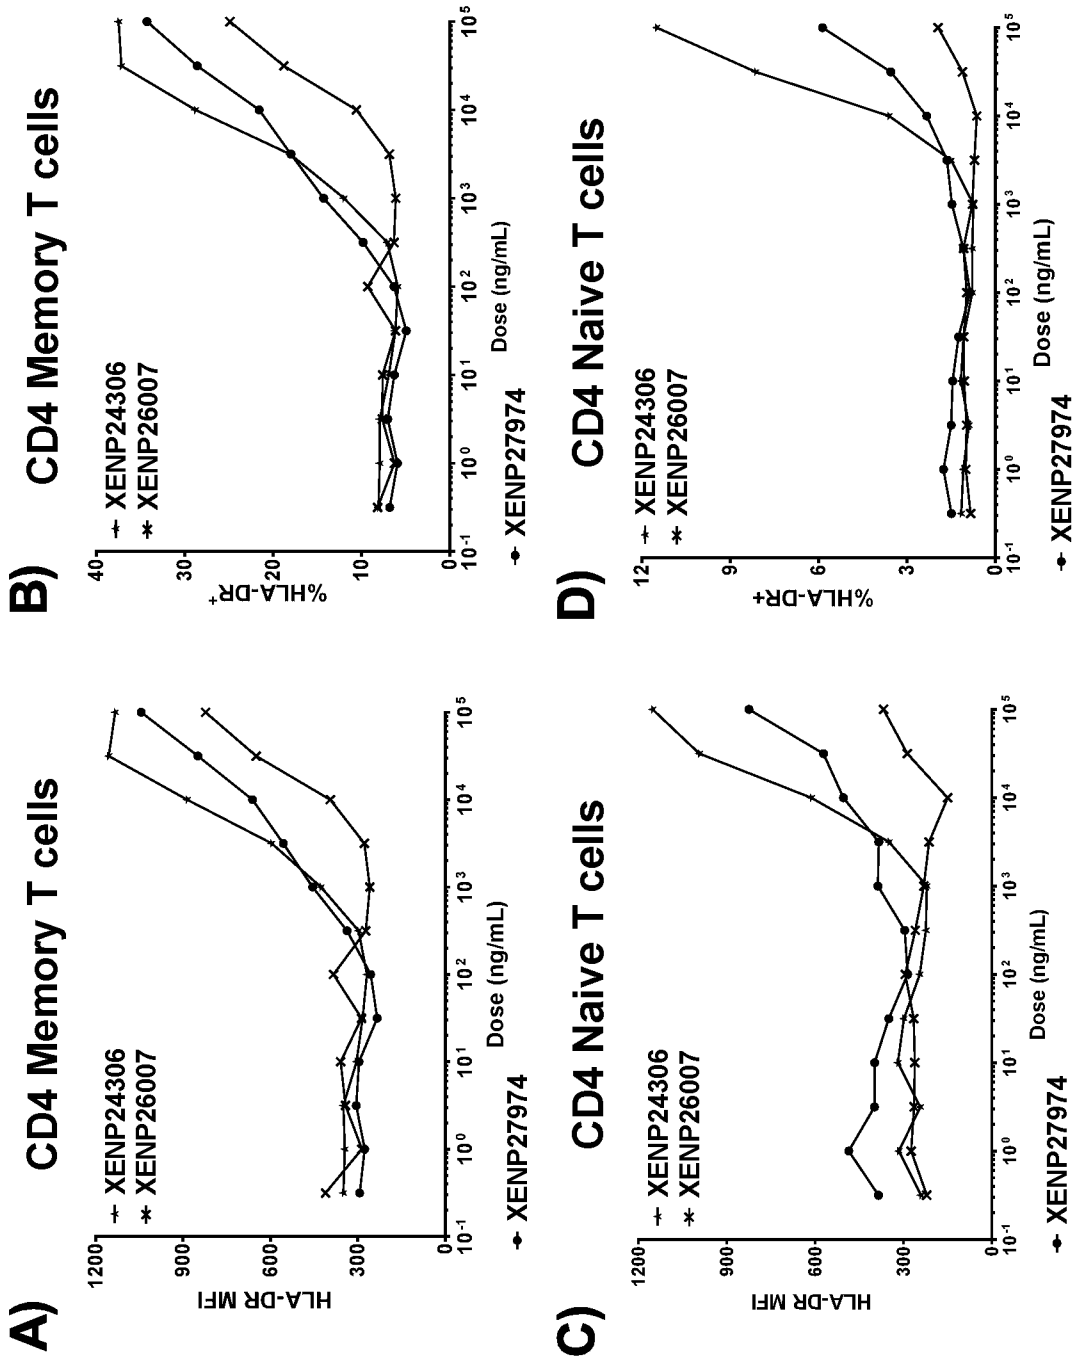 A)
CD4 Memory T cells
XENP24306
XENP26007
1200
900
600
300
0
HLA-DR MFI
10-1
10⁰
10¹
10²
10³
10⁴
10⁵
Dose (ng/mL)
XENP27974
B)
CD4 Memory T cells
XENP24306
XENP26007
40
30
20
10
0
%HLA-DR⁺
10-1
10⁰
10¹
10²
10³
10⁴
10⁵
Dose (ng/mL)
XENP27974
C)
CD4 Naive T cells
XENP24306
XENP26007
1200
900
600
300
0
HLA-DR MFI
10-1
10⁰
10¹
10²
10³
10⁴
10⁵
Dose (ng/mL)
XENP27974
D)
CD4 Naive T cells
XENP24306
XENP26007
12
9
6
3
0
%HLA-DR+
10-1
10⁰
10¹
10²
10³
10⁴
10⁵
Dose (ng/mL)
XENP27974